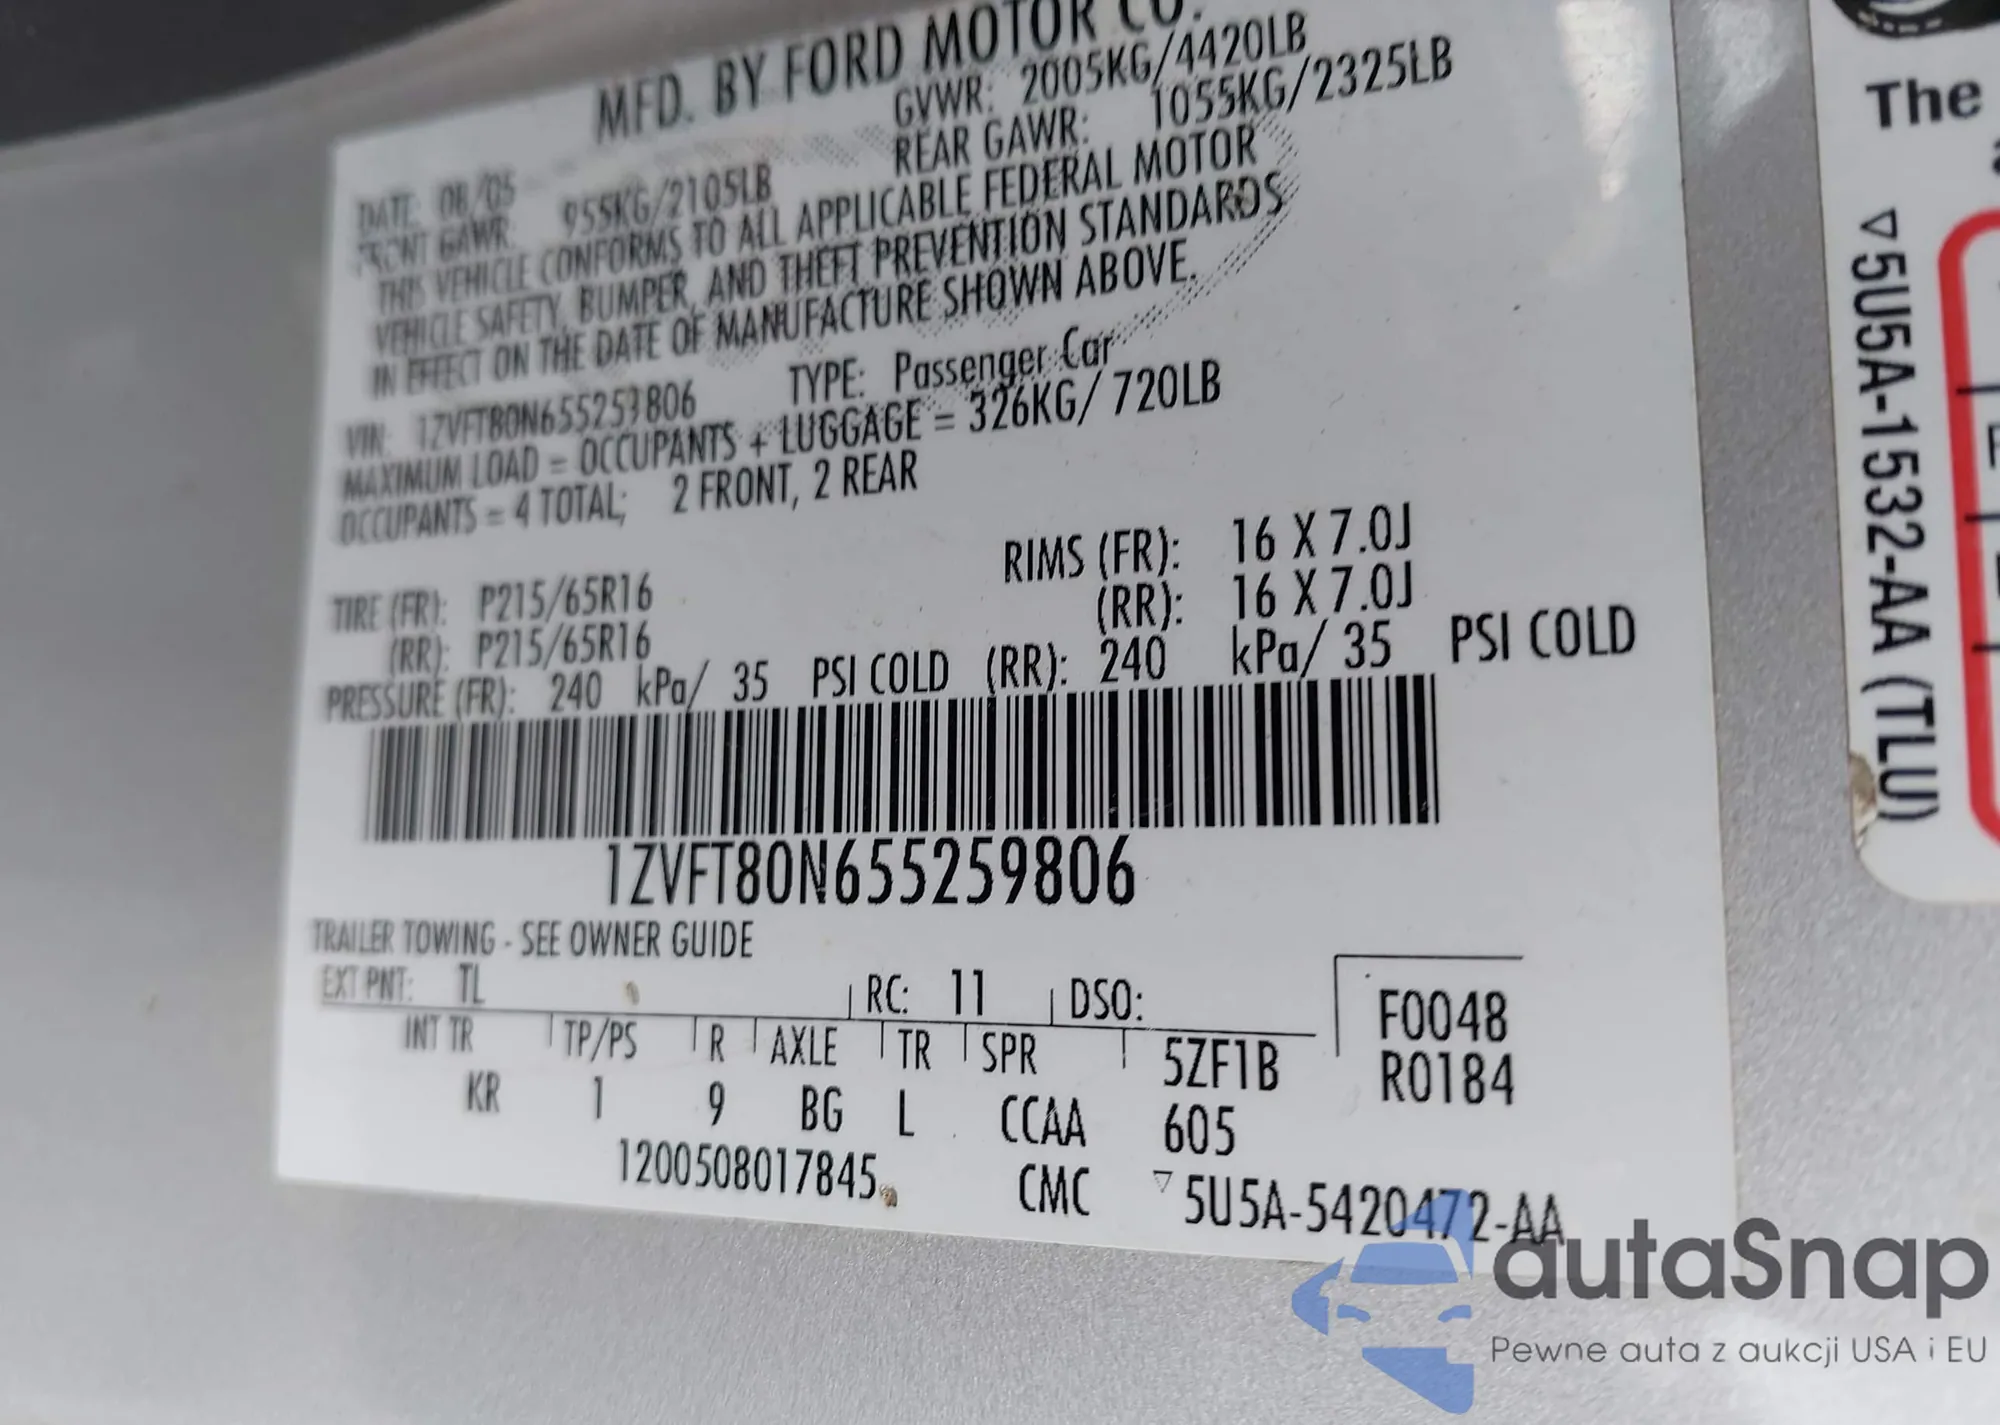 MFD. BY FORD MOTOR CO.
DATE: 08/05 GVWR: 2005KG/4420LB
FRONT GAWR: 955KG/2105LB REAR GAWR: 1055KG/2325LB
THIS VEHICLE CONFORMS TO ALL APPLICABLE FEDERAL MOTOR
VEHICLE SAFETY, BUMPER, AND THEFT PREVENTION STANDARDS
IN EFFECT ON THE DATE OF MANUFACTURE SHOWN ABOVE.
VIN: 1ZVFT80N655259806 TYPE: Passenger Car
MAXIMUM LOAD = OCCUPANTS + LUGGAGE = 326KG/ 720LB
OCCUPANTS = 4 TOTAL; 2 FRONT, 2 REAR
TIRE (FR): P215/65R16 RIMS (FR): 16 X 7.0J
(RR): P215/65R16 (RR): 16 X 7.0J
PRESSURE (FR): 240 kPa/ 35 PSI COLD (RR): 240 kPa/ 35 PSI COLD
1ZVFT80N655259806
TRAILER TOWING - SEE OWNER GUIDE
EXT PNT: TL RC: 11 DSO:
F0048
R0184
INT TR TP/PS R AXLE TR SPR 5ZF1B
KR 1 9 BG L CCAA 605
1200508017845 CMC ▽5U5A-5420472-AA
The
▽5U5A-1532-AA (TLU)
autaSnap
Pewne auta z aukcji USA i EU